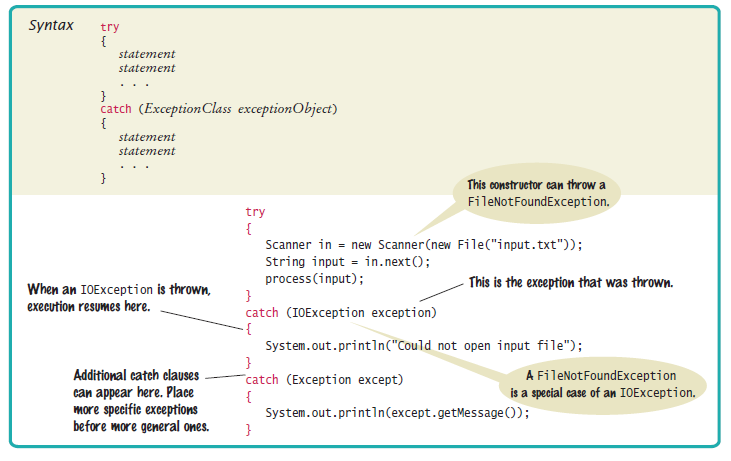 Syntax
try
{
statement
statement
. . .
}
catch (ExceptionClass exceptionObject)
{
statement
statement
. . .
}
This constructor can throw a
FileNotFoundException.
try
{
Scanner in = new Scanner(new File("input.txt"));
String input = in.next();
process(input);
}
This is the exception that was thrown.
When an IOException is thrown,
execution resumes here.
catch (IOException exception)
{
System.out.println("Could not open input file");
}
A FileNotFoundException
is a special case of an IOException.
Additional catch clauses
can appear here. Place
more specific exceptions
before more general ones.
catch (Exception except)
{
System.out.println(except.getMessage());
}